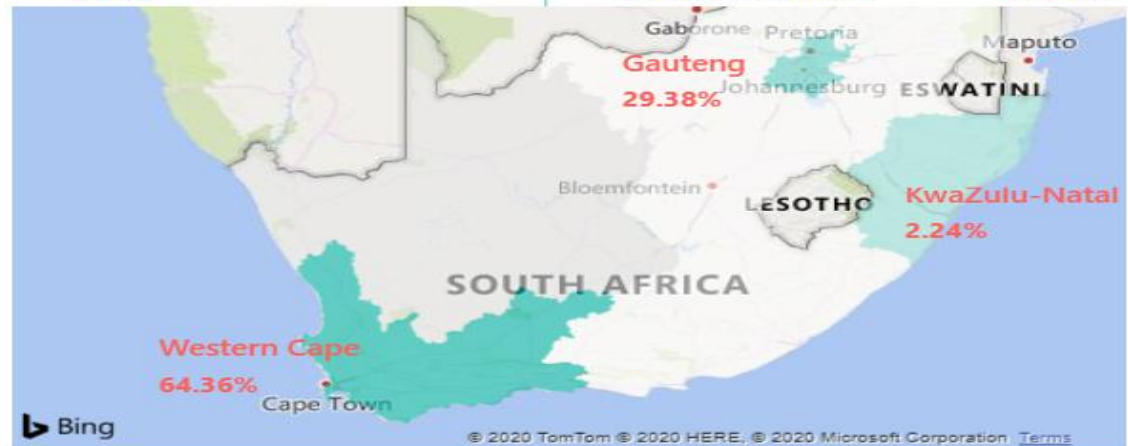 Gaborone
Pretoria
Maputo
Gauteng
29.38%
Johannesburg
ESWATINI
Bloemfontein
LESOTHO
KwaZulu-Natal
2.24%
SOUTH AFRICA
Western Cape
64.36%
Cape Town
Bing
© 2020 TomTom © 2020 HERE, © 2020 Microsoft Corporation Terms